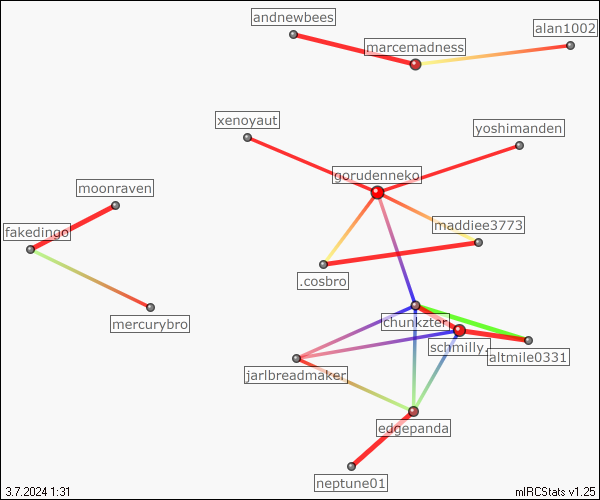 andnewbees
alan1002
marcemadness
xenoyaut
yoshimanden
gorudenneko
moonraven
fakedingo
maddiee3773
.cosbro
mercurybro
chunkzter
schmilly.
altmile0331
jarlbreadmaker
edgepanda
neptune01
3.7.2024 1:31
mIRCStats v1.25